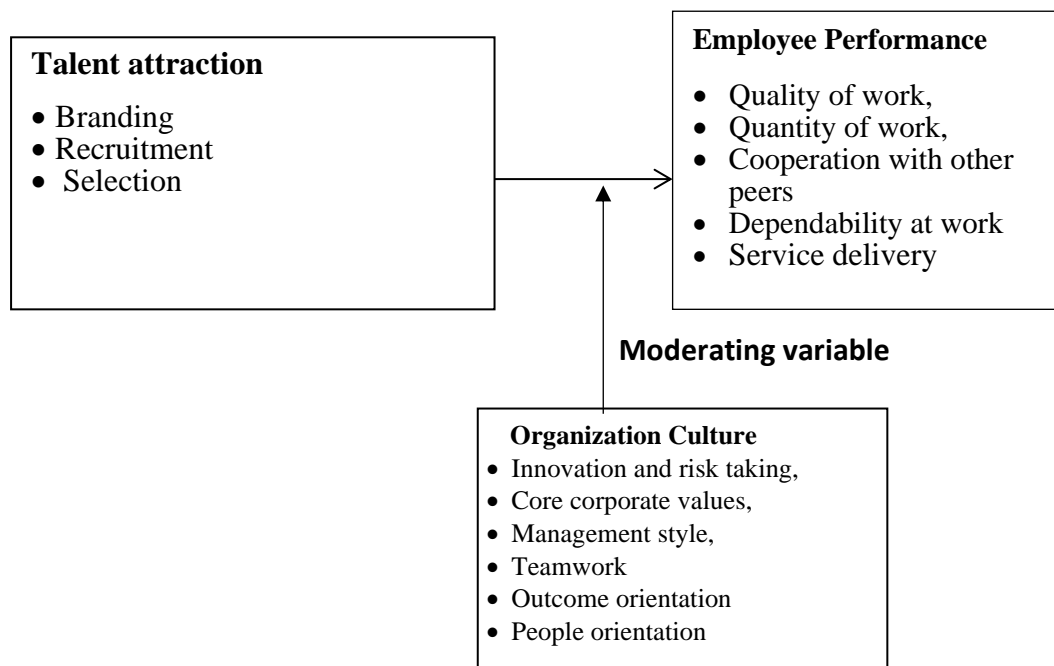 Talent attraction
• Branding
• Recruitment
• Selection
Employee Performance
• Quality of work,
• Quantity of work,
• Cooperation with other
peers
• Dependability at work
• Service delivery
Moderating variable
Organization Culture
• Innovation and risk taking,
• Core corporate values,
• Management style,
• Teamwork
• Outcome orientation
• People orientation